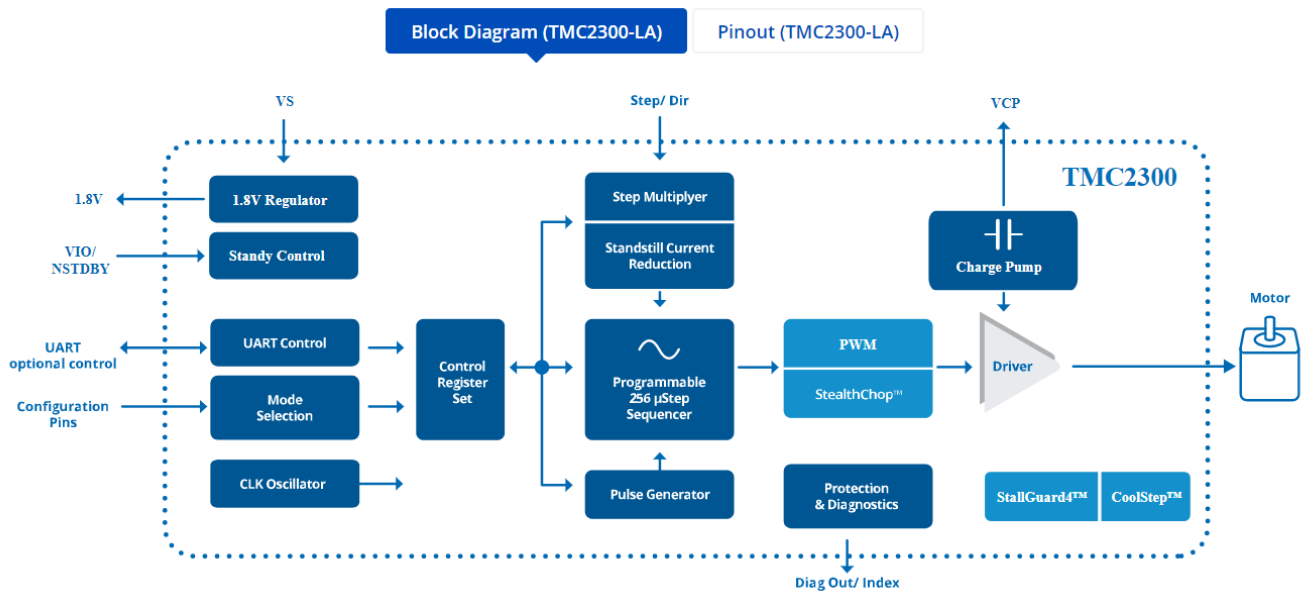 Block Diagram (TMC2300-LA)
Pinout (TMC2300-LA)
VS
Step/ Dir
VCP
TMC2300
1.8V
1.8V Regulator
VIO/
NSTDBY
Standy Control
Step Multiplyer
Standstill Current
Reduction
Charge Pump
Motor
UART
optional control
UART Control
Control
Register
Set
Programmable
256 µStep
Sequencer
PWM
StealthChop™
Driver
Configuration
Pins
Mode
Selection
CLK Oscillator
Pulse Generator
Protection
& Diagnostics
StallGuard4™
CoolStep™
Diag Out/ Index